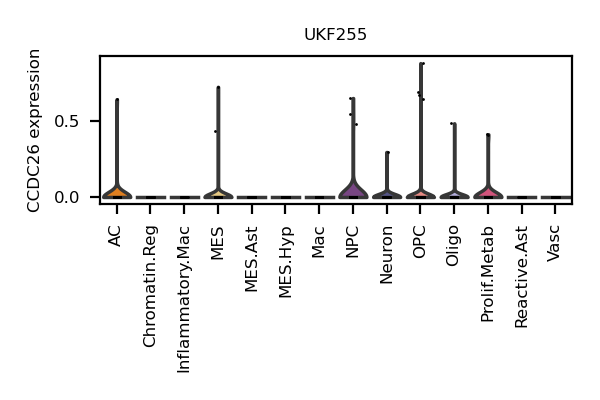 UKF255
CCDC26 expression
0.5
0.0
AC
Chromatin.Reg
Inflammatory.Mac
MES
MES.Ast
MES.Hyp
Mac
NPC
Neuron
OPC
Oligo
Prolif.Metab
Reactive.Ast
Vasc